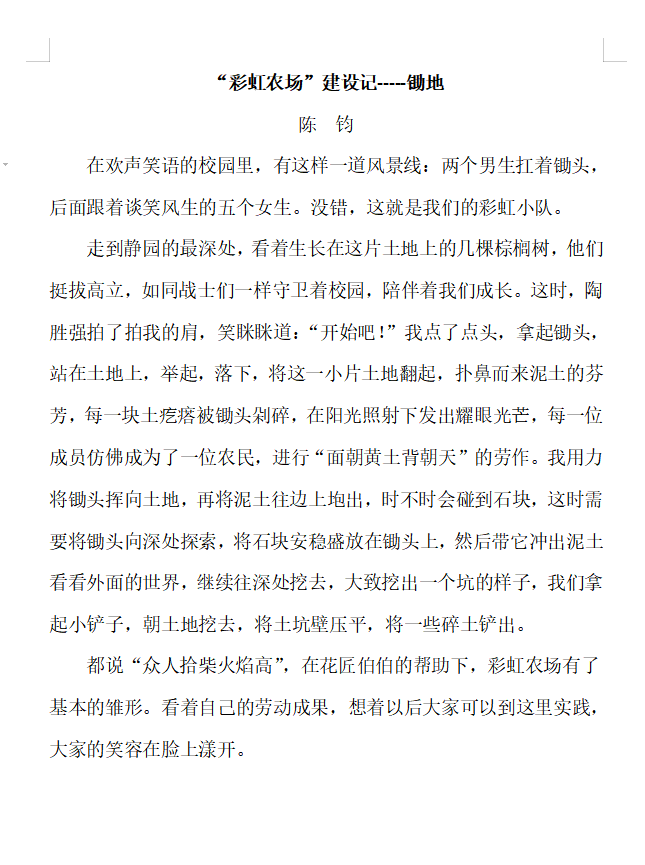 “彩虹农场”建设记-----锄地
陈　钧
在欢声笑语的校园里，有这样一道风景线：两个男生扛着锄头，
后面跟着谈笑风生的五个女生。没错，这就是我们的彩虹小队。
走到静园的最深处，看着生长在这片土地上的几棵棕榈树，他们
挺拔高立，如同战士们一样守卫着校园，陪伴着我们成长。这时，陶
胜强拍了拍我的肩，笑眯眯道：“开始吧！”我点了点头，拿起锄头，
站在土地上，举起，落下，将这一小片土地翻起，扑鼻而来泥土的芬
芳，每一块土疙瘩被锄头剁碎，在阳光照射下发出耀眼光芒，每一位
成员仿佛成为了一位农民，进行“面朝黄土背朝天”的劳作。我用力
将锄头挥向土地，再将泥土往边上刨出，时不时会碰到石块，这时需
要将锄头向深处探索，将石块安稳盛放在锄头上，然后带它冲出泥土
看看外面的世界，继续往深处挖去，大致挖出一个坑的样子，我们拿
起小铲子，朝土地挖去，将土坑壁压平，将一些碎土铲出。
都说“众人拾柴火焰高”，在花匠伯伯的帮助下，彩虹农场有了
基本的雏形。看着自己的劳动成果，想着以后大家可以到这里实践，
大家的笑容在脸上漾开。